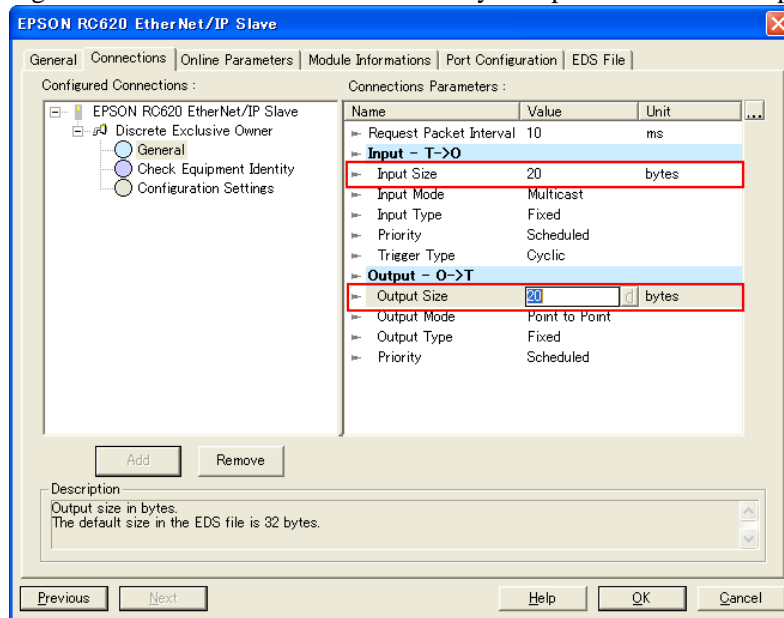 EPSON RC620 EtherNet/IP Slave
General Connections Online Parameters Module Informations Port Configuration EDS File
Configured Connections :
EPSON RC620 EtherNet/IP Slave
Discrete Exclusive Owner
General
Check Equipment Identity
Configuration Settings
Connections Parameters :
Name Value Unit ...
Request Packet Interval 10 ms
Input - T->O
Input Size 20 bytes
Input Mode Multicast
Input Type Fixed
Priority Scheduled
Trigger Type Cyclic
Output - O->T
Output Size 20 d bytes
Output Mode Point to Point
Output Type Fixed
Priority Scheduled
Add Remove
Description
Output size in bytes.
The default size in the EDS file is 32 bytes.
Previous Next Help OK Cancel